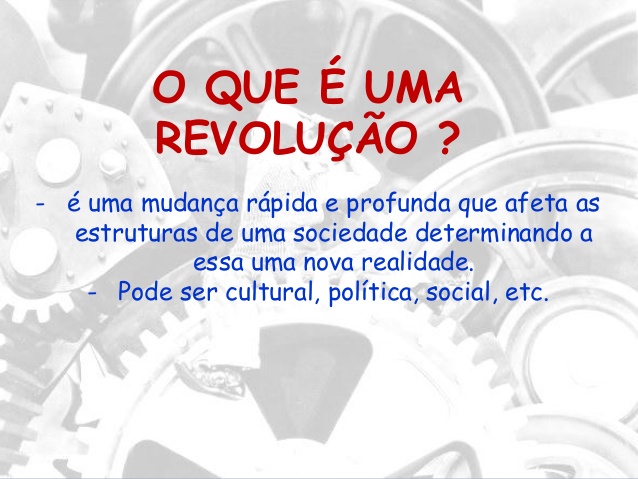 O QUE É UMA
REVOLUÇÃO ?
- é uma mudança rápida e profunda que afeta as
estruturas de uma sociedade determinando a
essa uma nova realidade.
- Pode ser cultural, política, social, etc.